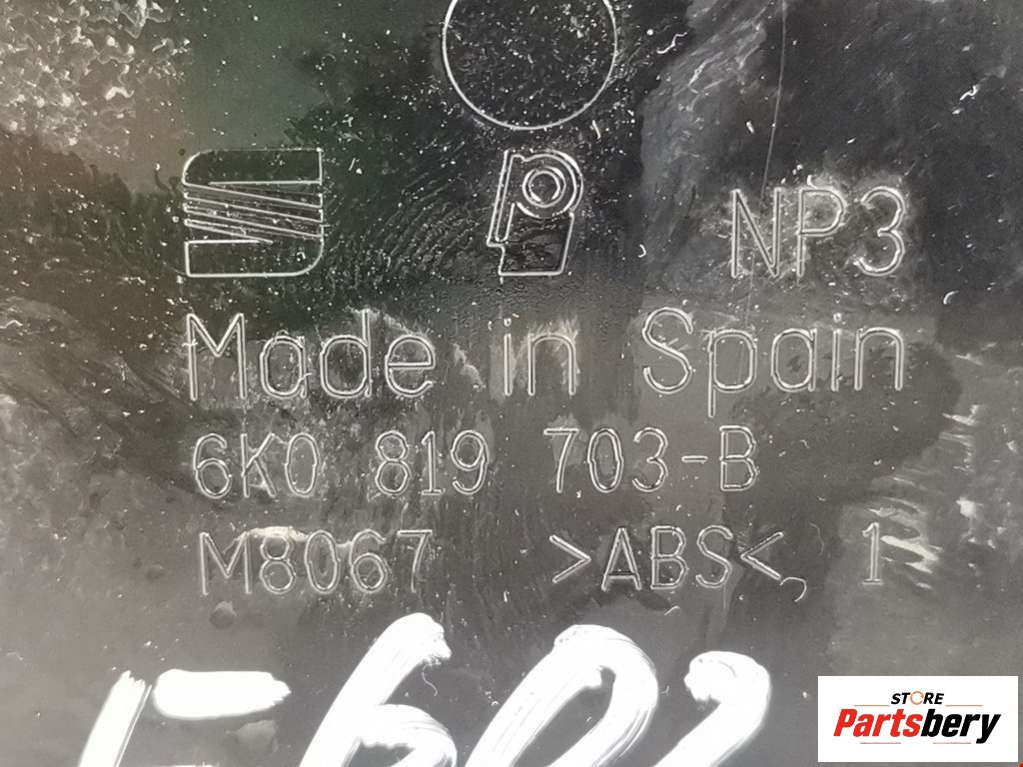 NP3
Made in Spain
6K0 819 703-B
M8067 >ABS< 1
STORE
Partsbery